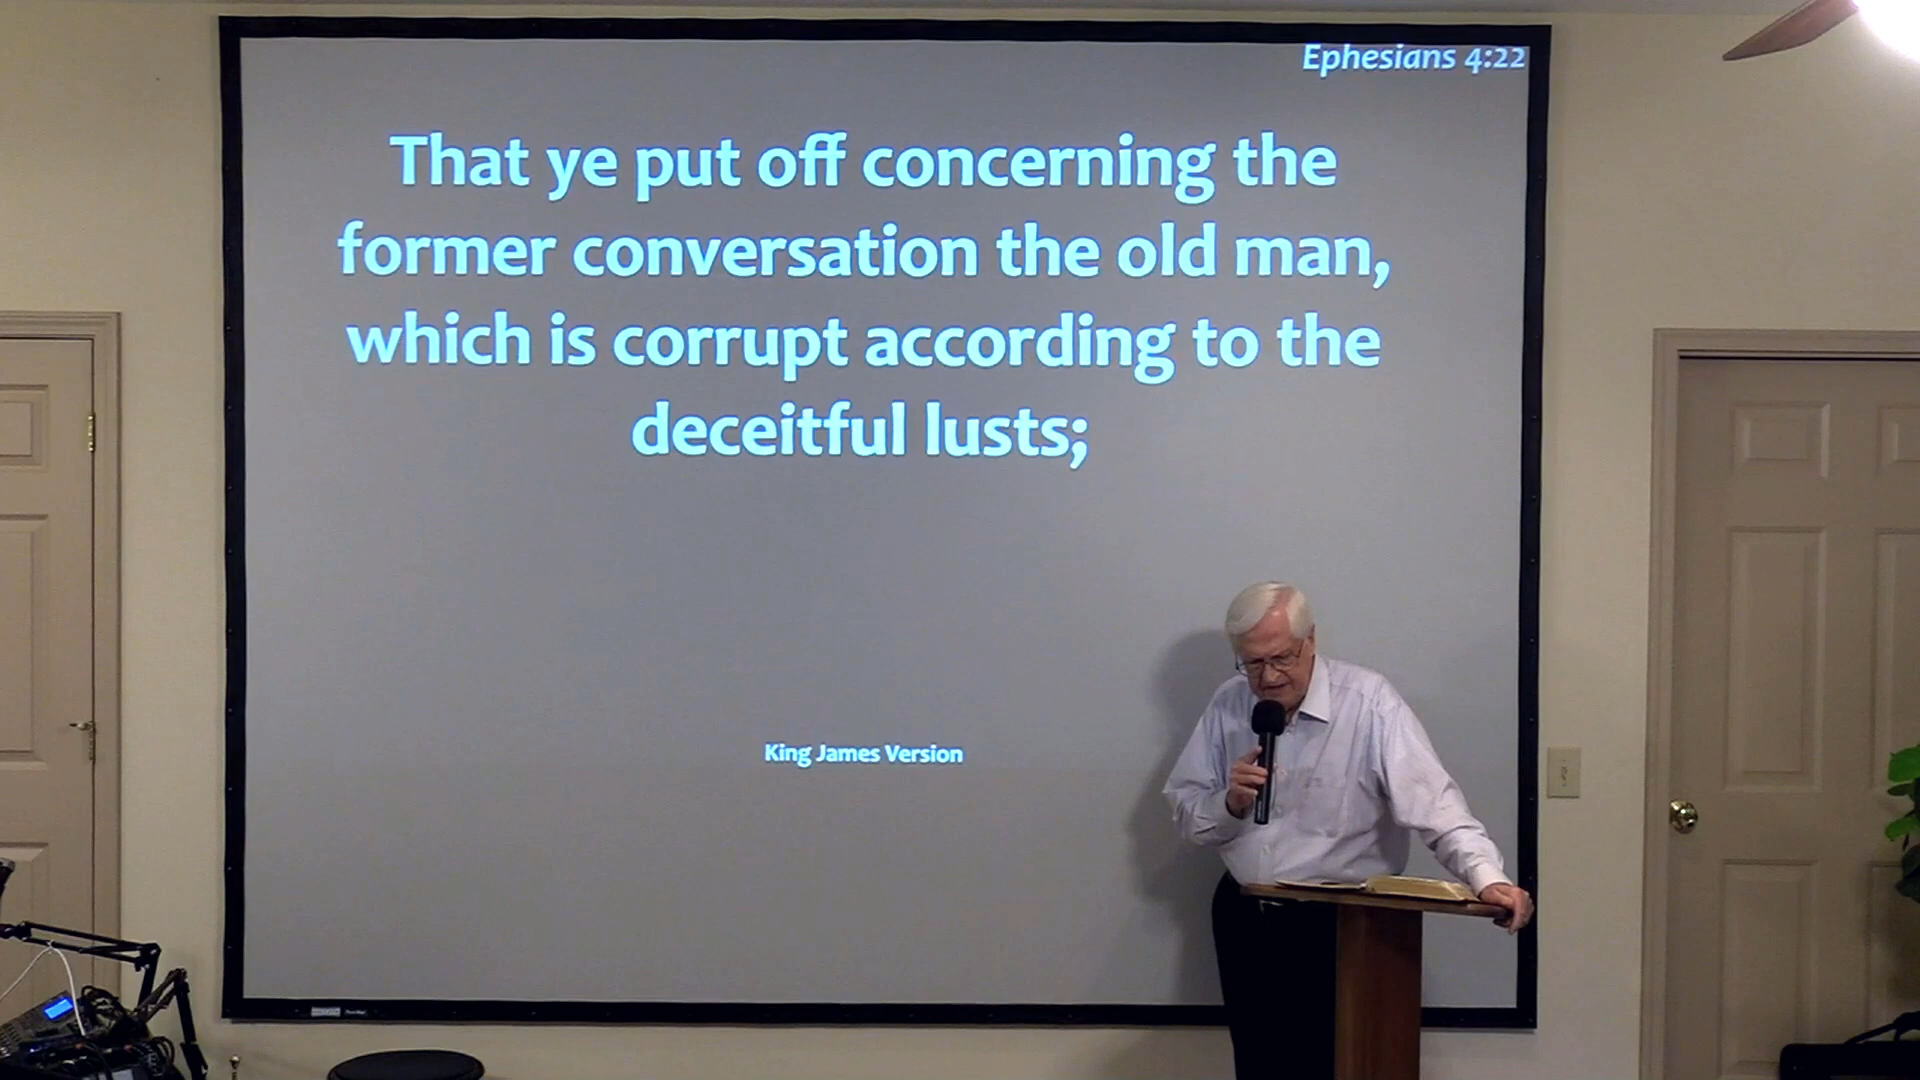 Ephesians 4:22
That ye put off concerning the
former conversation the old man,
which is corrupt according to the
deceitful lusts;
King James Version